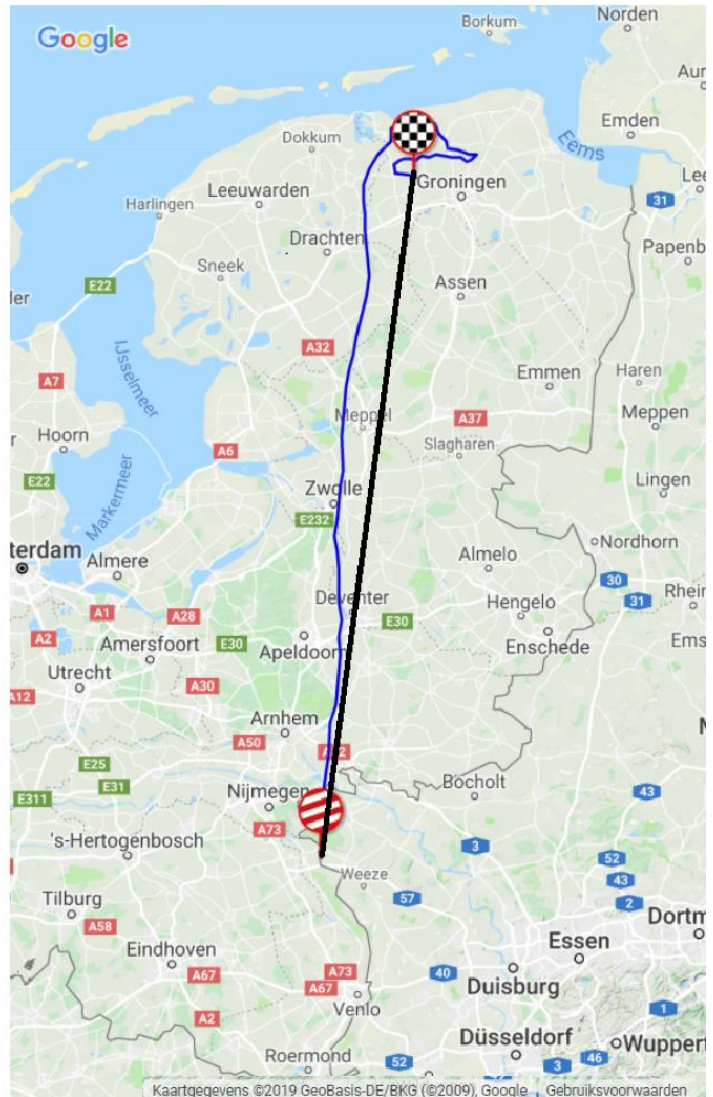 Borkum
Norden
Google
Aur
Dokkum
Emden
Eems
Leeuwarden
Groningen
Lee
31
Harlingen
Drachten
Papenb
Sneek
ler
E22
Assen
IJsselmeer
A32
A7
Emmen
Haren
Meppel
A37
Meppen
Hoorn
A6
Slagharen
E22
Markermeer
Zwolle
Lingen
E232
terdam
Almere
Almelo
Nordhorn
30
Rhein
A1
A28
Deventer
E30
Hengelo
31
A2
Amersfoort
E30
Apeldoorn
Enschede
Ems
Utrecht
A12
A30
Arnhem
A50
E25
E31
Bocholt
E311
Nijmegen
43
A73
's-Hertogenbosch
3
52
Weeze
43
Tilburg
57
2
A58
Dortm
Eindhoven
Essen
A67
A73
40
Duisburg
A67
A2
Venlo
1
Düsseldorf
Wuppert
Roermond
52
3
46
Kaartgegevens ©2019 GeoBasis-DE/BKG (©2009), Google
Gebruiksvoorwaarden